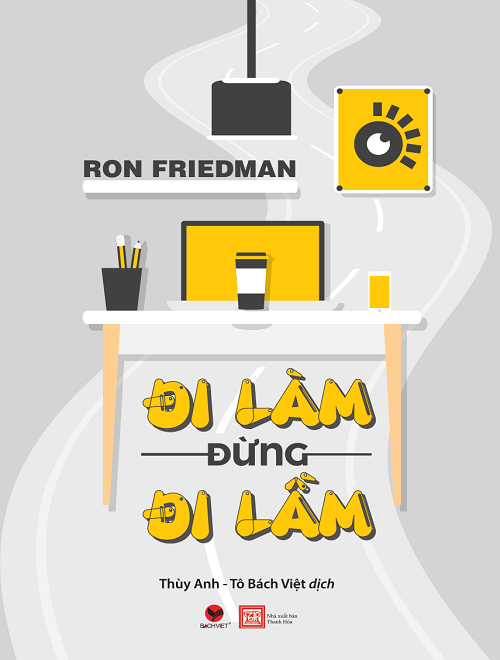 RON FRIEDMAN
ĐI LÀM
ĐỪNG
ĐI LẦM
Thùy Anh - Tô Bách Việt dịch
BACHVIET
Nhà xuất bản
Thanh Hóa